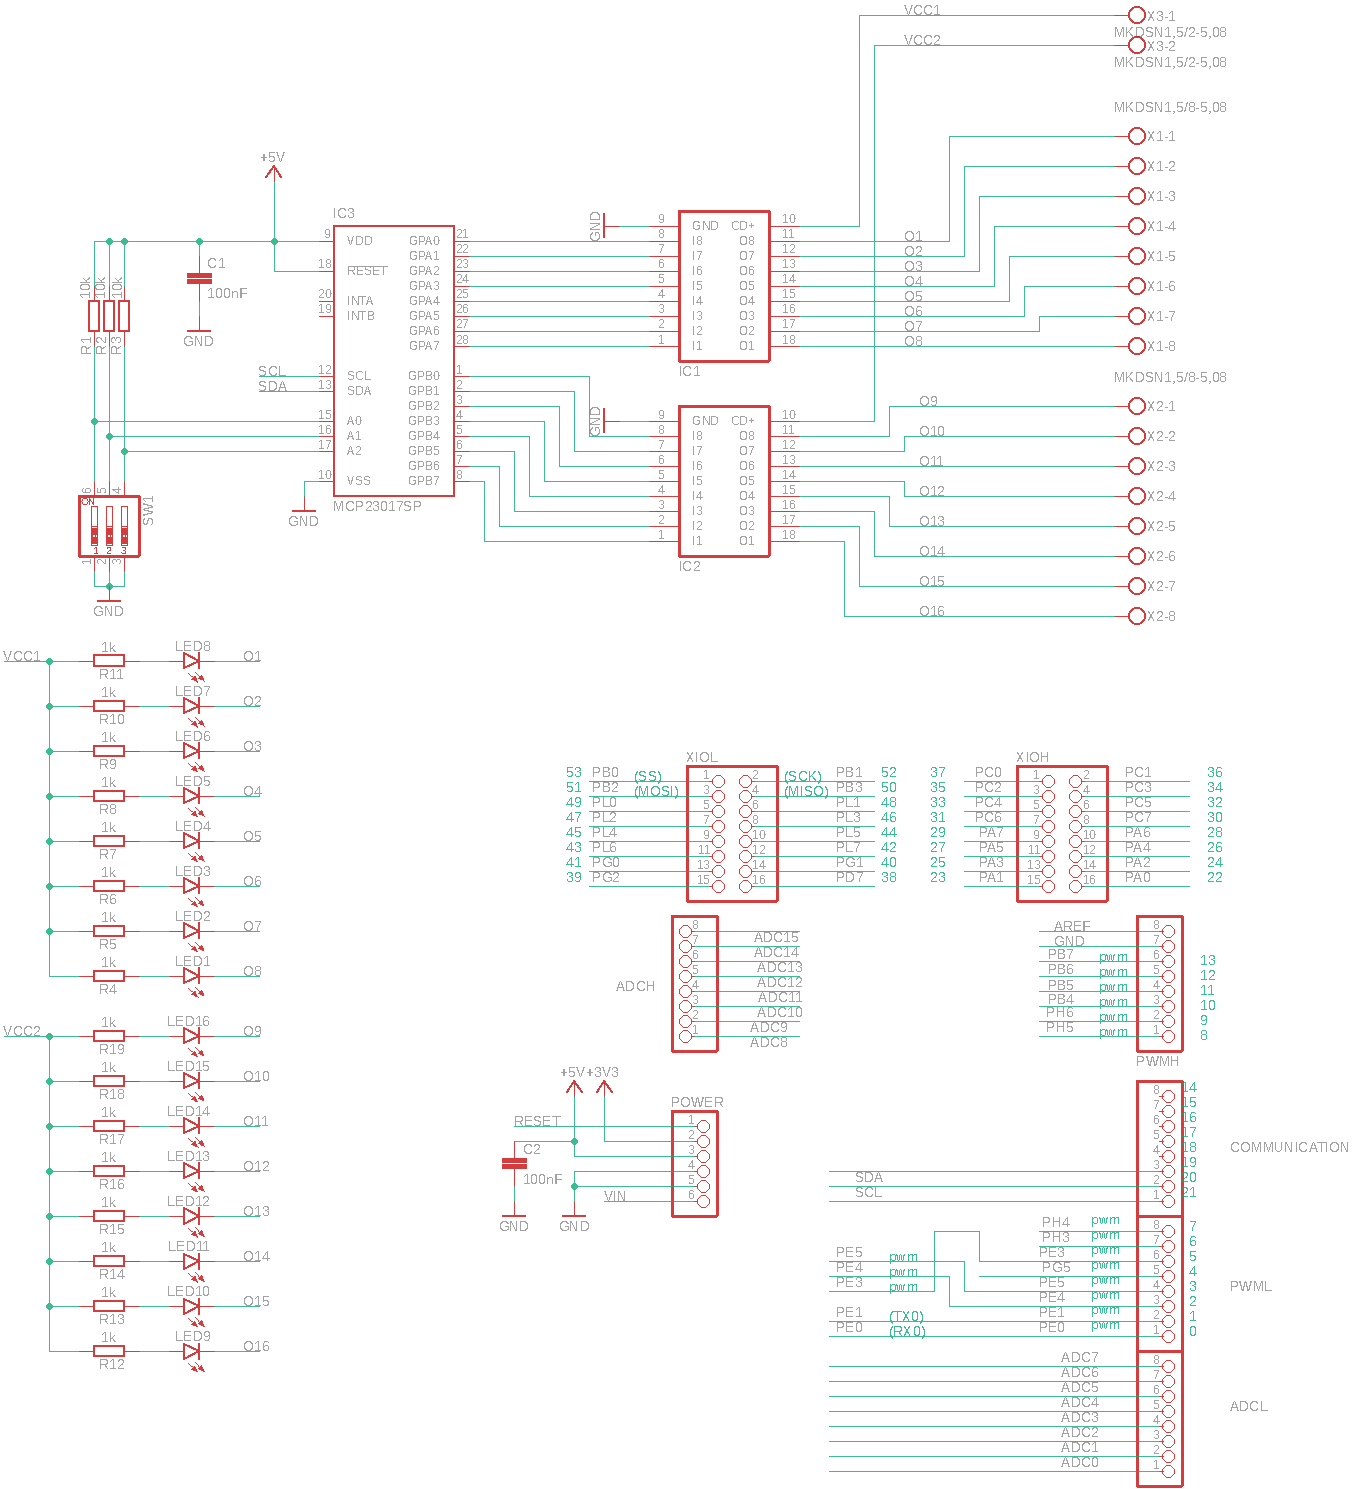 VCC1
X3-1
MKDSN1,5/2-5,08
VCC2
X3-2
MKDSN1,5/2-5,08
MKDSN1,5/8-5,08
X1-1
X1-2
X1-3
X1-4
X1-5
X1-6
X1-7
X1-8
MKDSN1,5/8-5,08
X2-1
X2-2
X2-3
X2-4
X2-5
X2-6
X2-7
X2-8
O1
O2
O3
O4
O5
O6
O7
O8
O9
O10
O11
O12
O13
O14
O15
O16
+5V
C1
100nF
GND
10k
10k
10k
R1
R2
R3
SCL
SDA
IC3
9 VDD GPA0 21
GPA1 22
18 RESET GPA2 23
GPA3 24
20 INTA GPA4 25
19 INTB GPA5 26
GPA6 27
GPA7 28
12 SCL GPB0 1
13 SDA GPB1 2
GPB2 3
15 A0 GPB3 4
16 A1 GPB4 5
17 A2 GPB5 6
GPB6 7
10 VSS GPB7 8
MCP23017SP
GND
6 5 4
ON
1 2 3
1 2 3
SW1
GND
GND
9 GND CD+ 10
8 I8 O8 11
7 I7 O7 12
6 I6 O6 13
5 I5 O5 14
4 I4 O4 15
3 I3 O3 16
2 I2 O2 17
1 I1 O1 18
IC1
GND
9 GND CD+ 10
8 I8 O8 11
7 I7 O7 12
6 I6 O6 13
5 I5 O5 14
4 I4 O4 15
3 I3 O3 16
2 I2 O2 17
1 I1 O1 18
IC2
VCC1
1k LED8 O1
R11
1k LED7 O2
R10
1k LED6 O3
R9
1k LED5 O4
R8
1k LED4 O5
R7
1k LED3 O6
R6
1k LED2 O7
R5
1k LED1 O8
R4
VCC2
1k LED16 O9
R19
1k LED15 O10
R18
1k LED14 O11
R17
1k LED13 O12
R16
1k LED12 O13
R15
1k LED11 O14
R14
1k LED10 O15
R13
1k LED9 O16
R12
XIOL
53 PB0 (SS) 1 2 (SCK) PB1 52
51 PB2 (MOSI) 3 4 (MISO) PB3 50
49 PL0 5 6 PL1 48
47 PL2 7 8 PL3 46
45 PL4 9 10 PL5 44
43 PL6 11 12 PL7 42
41 PG0 13 14 PG1 40
39 PG2 15 16 PD7 38
XIOH
37 PC0 1 2 PC1 36
35 PC2 3 4 PC3 34
33 PC4 5 6 PC5 32
31 PC6 7 8 PC7 30
29 PA7 9 10 PA6 28
27 PA5 11 12 PA4 26
25 PA3 13 14 PA2 24
23 PA1 15 16 PA0 22
ADCH
8 ADC15
7 ADC14
6 ADC13
5 ADC12
4 ADC11
3 ADC10
2 ADC9
1 ADC8
AREF 8
GND 7
PB7 pwm 6 13
PB6 pwm 5 12
PB5 pwm 4 11
PB4 pwm 3 10
PH6 pwm 2 9
PH5 pwm 1 8
PWMH
+5V +3V3
POWER
RESET 1
2
3
4
5
VIN 6
C2
100nF
GND
GND
COMMUNICATION
8 14
7 15
6 16
5 17
4 18
3 19
SDA 2 20
SCL 1 21
PWML
PH4 pwm 8 7
PH3 pwm 7 6
PE5 pwm PE3 pwm 6 5
PE4 pwm PG5 pwm 5 4
PE3 pwm PE5 pwm 4 3
PE4 pwm 3 2
PE1 (TX0) PE1 pwm 2 1
PE0 (RX0) PE0 pwm 1 0
ADCL
ADC7 8
ADC6 7
ADC5 6
ADC4 5
ADC3 4
ADC2 3
ADC1 2
ADC0 1